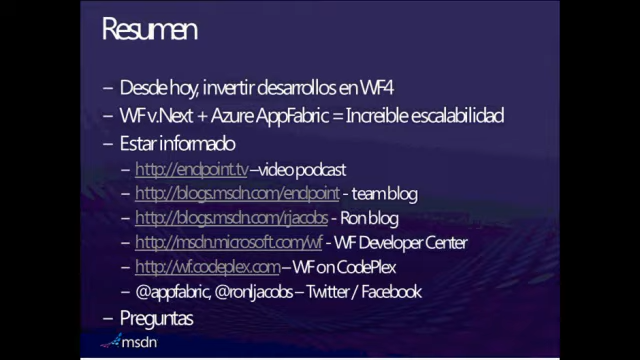 Resumen
– Desde hoy, invertir desarrollos en WF4
– WF v.Next + Azure AppFabric = Increible escalabilidad
– Estar informado
– http://endpoint.tv –video podcast
– http://blogs.msdn.com/endpoint - team blog
– http://blogs.msdn.com/rjacobs - Ron blog
– http://msdn.microsoft.com/wf - WF Developer Center
– http://wf.codeplex.com – WF on CodePlex
– @appfabric, @ronljacobs – Twitter / Facebook
– Preguntas
msdn